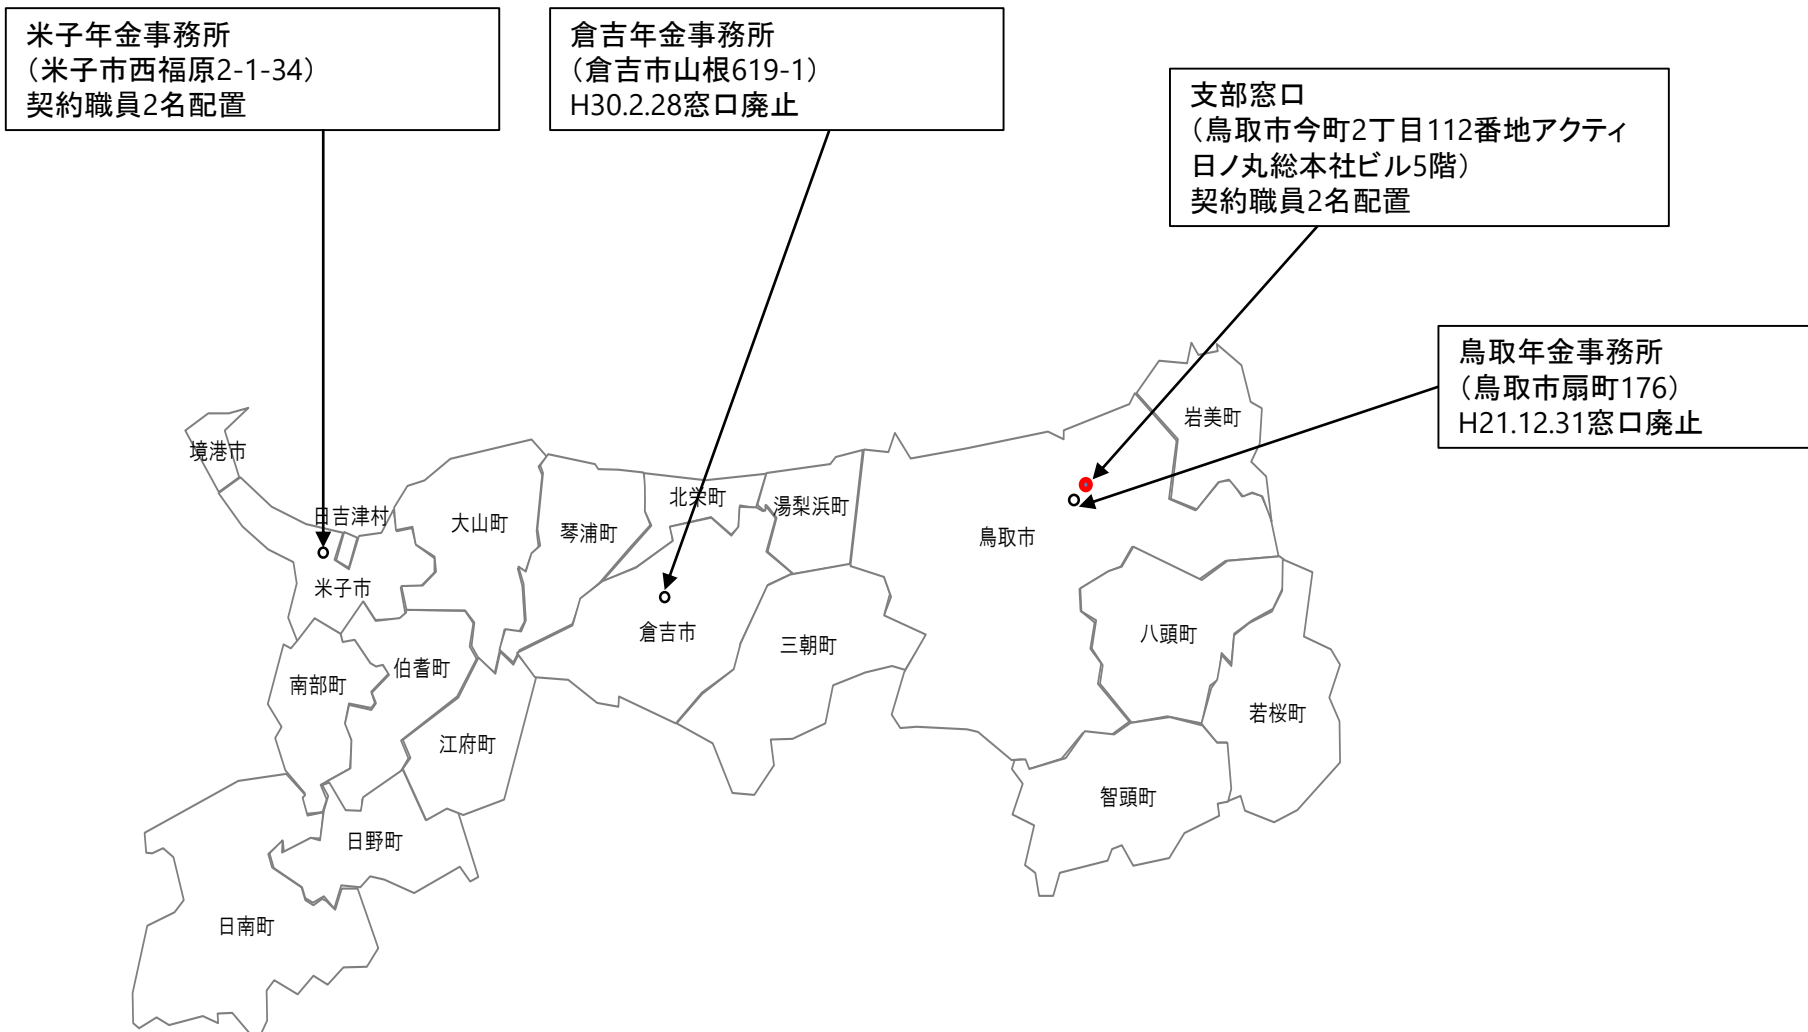 米子年金事務所
（米子市西福原2-1-34）
契約職員2名配置
倉吉年金事務所
（倉吉市山根619-1）
H30.2.28窓口廃止
支部窓口
（鳥取市今町2丁目112番地アクティ
日ノ丸総本社ビル5階）
契約職員2名配置
鳥取年金事務所
（鳥取市扇町176）
H21.12.31窓口廃止
岩美町
境港市
日吉津村
大山町
琴浦町
北栄町
湯梨浜町
鳥取市
米子市
倉吉市
三朝町
八頭町
南部町
伯耆町
若桜町
江府町
智頭町
日野町
日南町